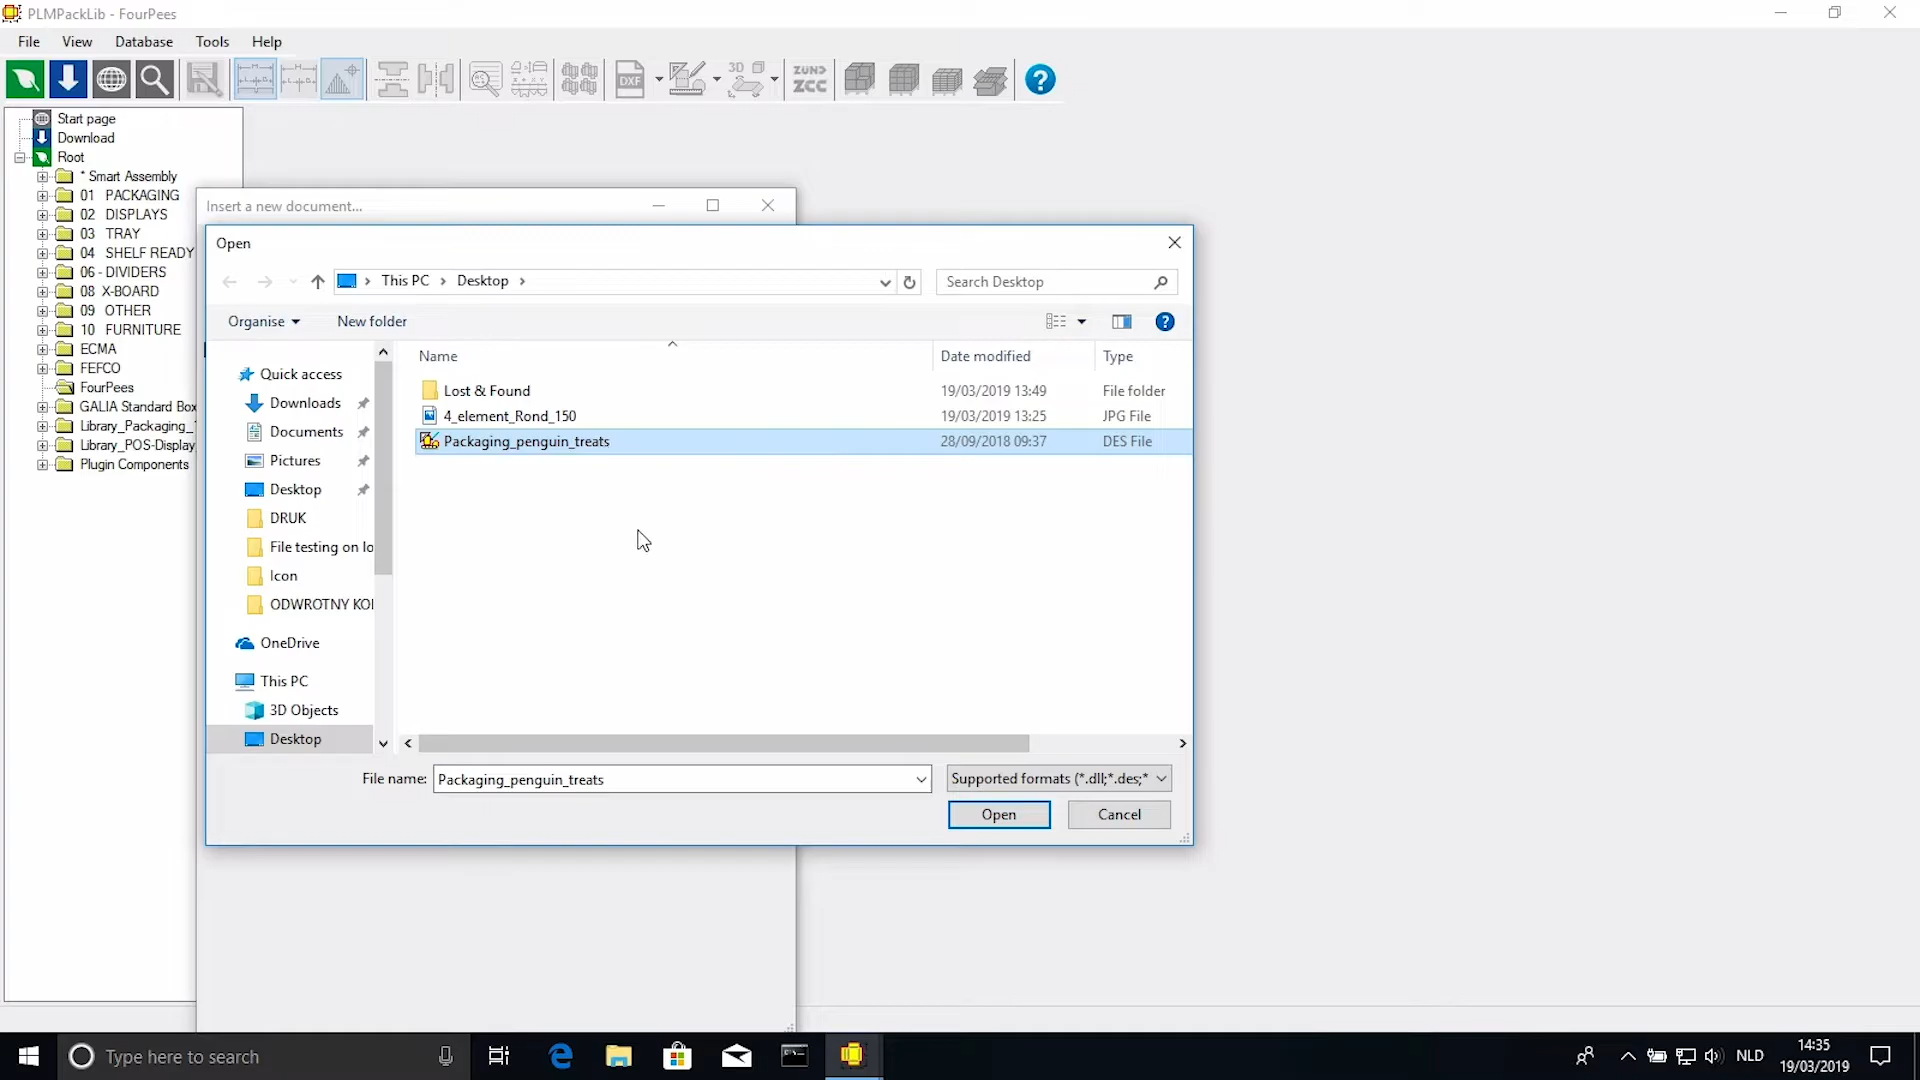 PLMPackLib - FourPees
File View Database Tools Help
DXF 3D ZÜND ZCC ?
Start page
Download
Root
* Smart Assembly
01 PACKAGING
02 DISPLAYS
03 TRAY
04 SHELF READY
06 - DIVIDERS
08 X-BOARD
09 OTHER
10 FURNITURE
ECMA
FEFCO
FourPees
GALIA Standard Box
Library_Packaging_
Library_POS-Display
Plugin Components
Insert a new document...
Open
This PC > Desktop >
Search Desktop
Organise New folder
?
Name Date modified Type
Lost & Found 19/03/2019 13:49 File folder
4_element_Rond_150 19/03/2019 13:25 JPG File
Packaging_penguin_treats 28/09/2018 09:37 DES File
Quick access
Downloads
Documents
Pictures
Desktop
DRUK
File testing on lo
Icon
ODWROTNY KO
OneDrive
This PC
3D Objects
Desktop
File name: Packaging_penguin_treats
Supported formats (*.dll;*.des;*
Open Cancel
Type here to search
NLD
14:35
19/03/2019